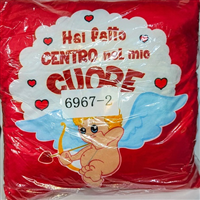 Hai fatto
CENTRO nel mio
CUORE
6967-2